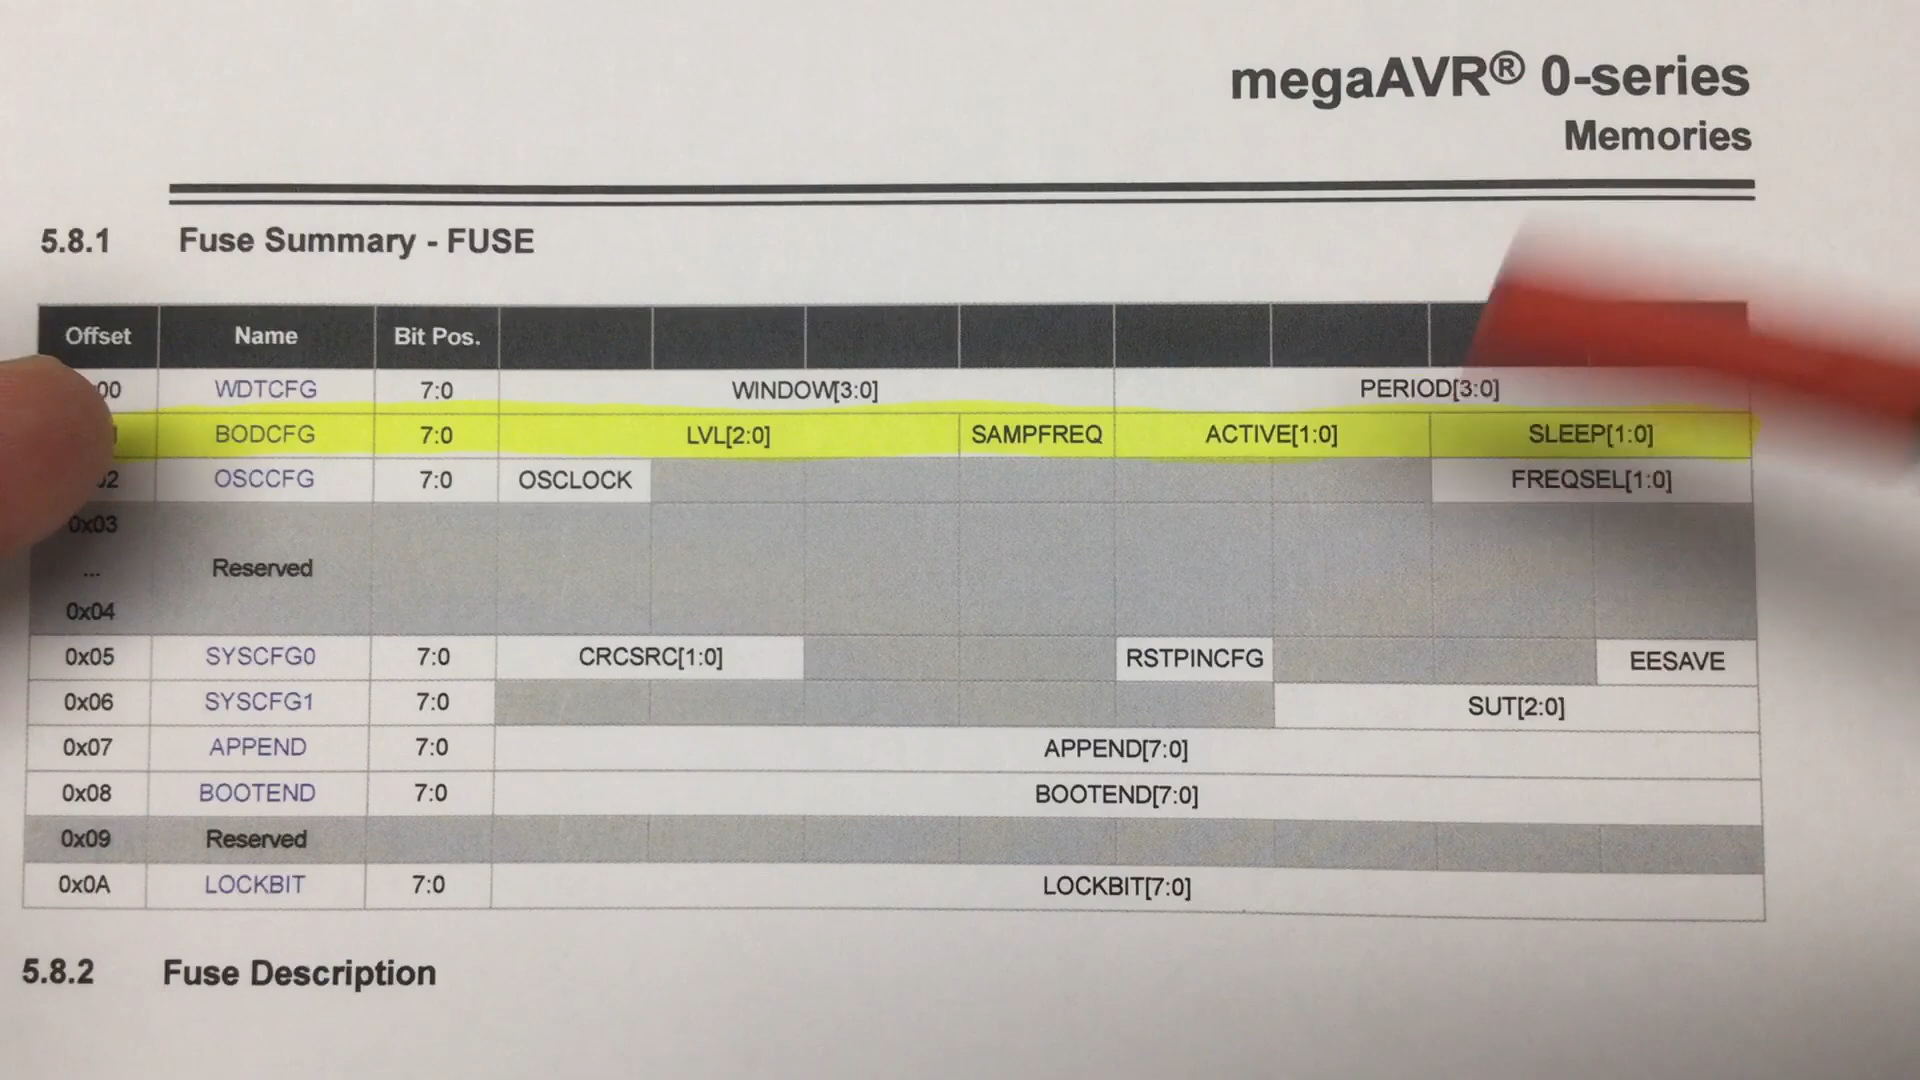 megaAVR® 0-series
Memories
5.8.1 Fuse Summary - FUSE
Offset Name Bit Pos.
00 WDTCFG 7:0 WINDOW[3:0] PERIOD[3:0]
BODCFG 7:0 LVL[2:0] SAMPFREQ ACTIVE[1:0] SLEEP[1:0]
02 OSCCFG 7:0 OSCLOCK FREQSEL[1:0]
0x03
... Reserved
0x04
0x05 SYSCFG0 7:0 CRCSRC[1:0] RSTPINCFG EESAVE
0x06 SYSCFG1 7:0 SUT[2:0]
0x07 APPEND 7:0 APPEND[7:0]
0x08 BOOTEND 7:0 BOOTEND[7:0]
0x09 Reserved
0x0A LOCKBIT 7:0 LOCKBIT[7:0]
5.8.2 Fuse Description